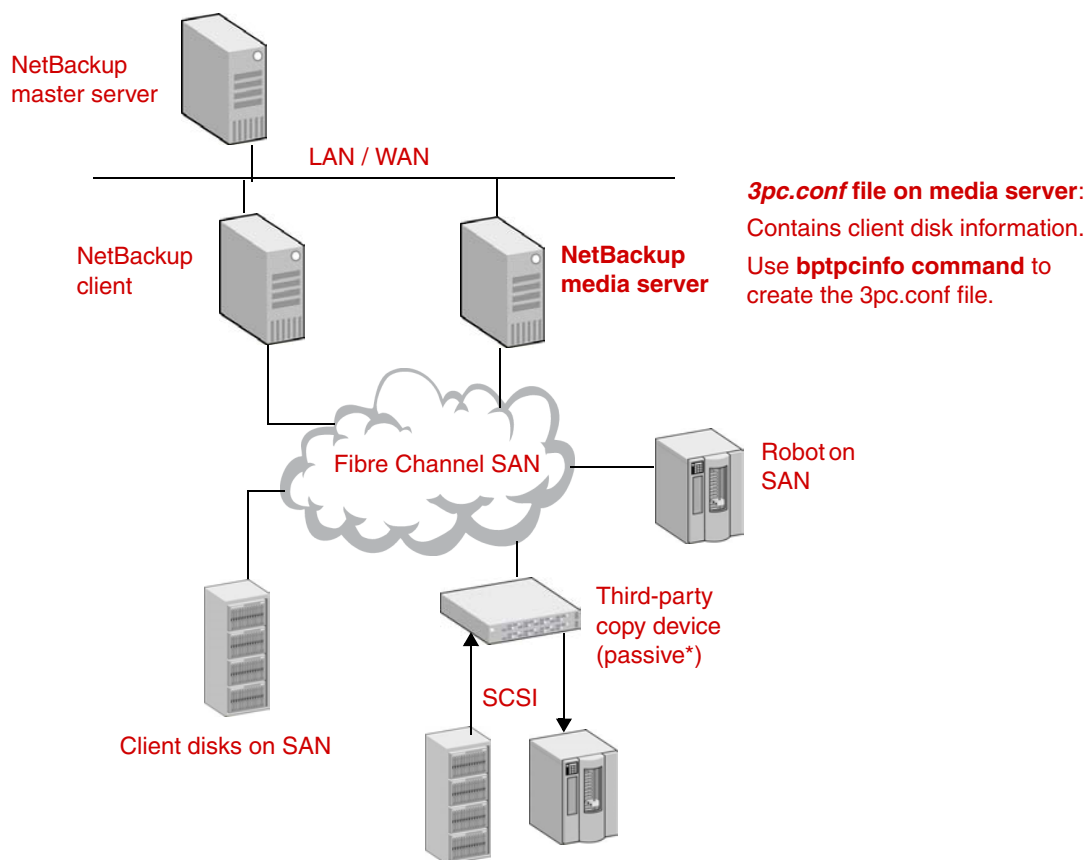 NetBackup
master server
LAN / WAN
NetBackup
client
NetBackup
media server
3pc.conf file on media server:
Contains client disk information.
Use bptpcinfo command to
create the 3pc.conf file.
Fibre Channel SAN
Robot on
SAN
Third-party
copy device
(passive*)
SCSI
Client disks on SAN